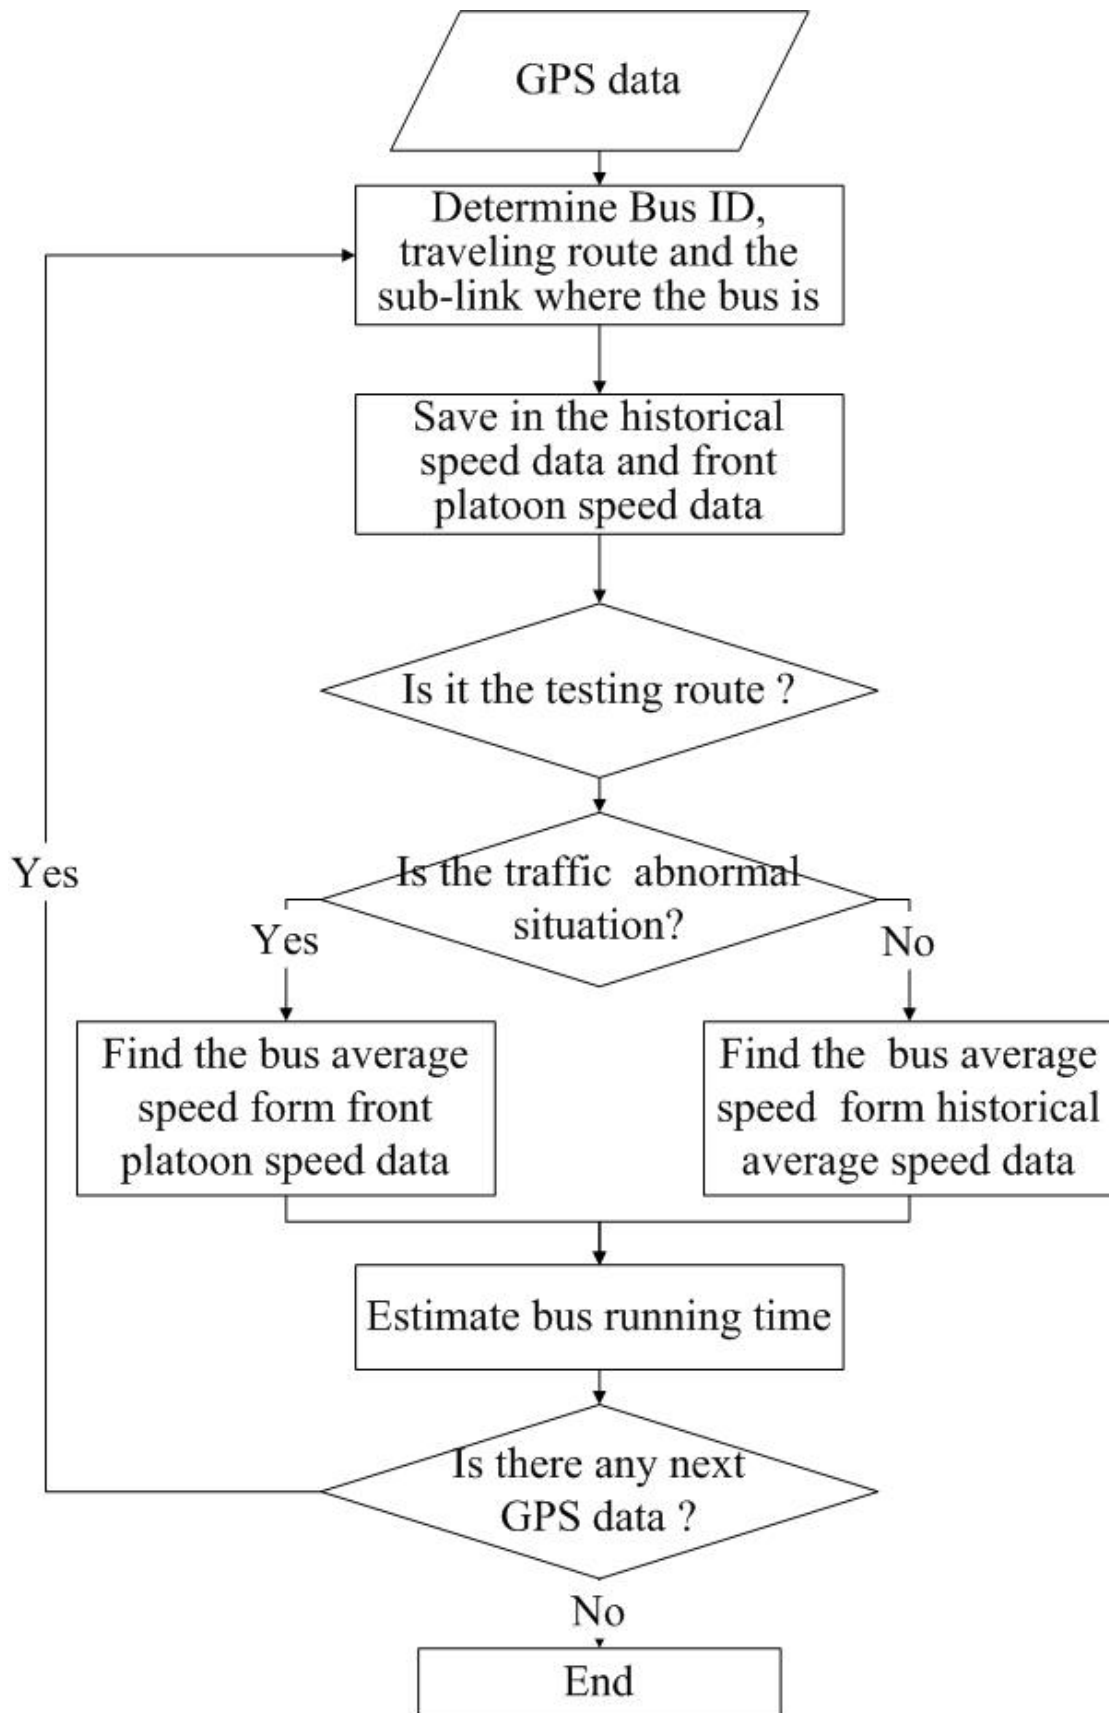 GPS data
Determine Bus ID,
traveling route and the
sub-link where the bus is
Save in the historical
speed data and front
platoon speed data
Is it the testing route ?
Is the traffic abnormal
situation?
Yes
Yes
No
Find the bus average
speed form front
platoon speed data
Find the bus average
speed form historical
average speed data
Estimate bus running time
Is there any next
GPS data ?
No
End